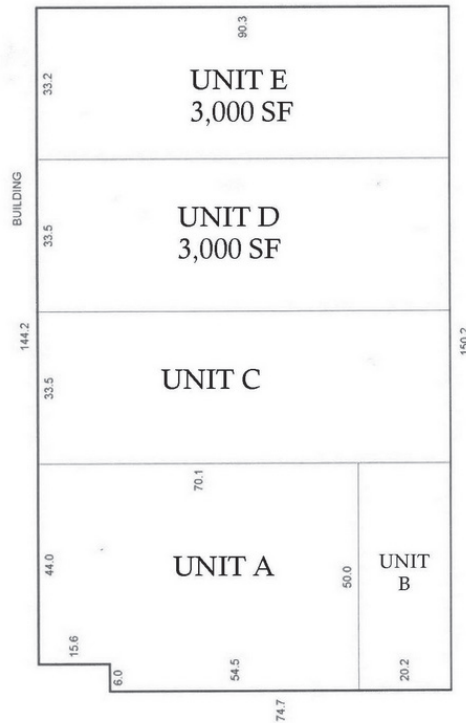 90.3
33.2
UNIT E
3,000 SF
BUILDING
33.5
UNIT D
3,000 SF
144.2
150.2
33.5
UNIT C
70.1
44.0
UNIT A
50.0
UNIT
B
15.6
6.0
54.5
20.2
74.7